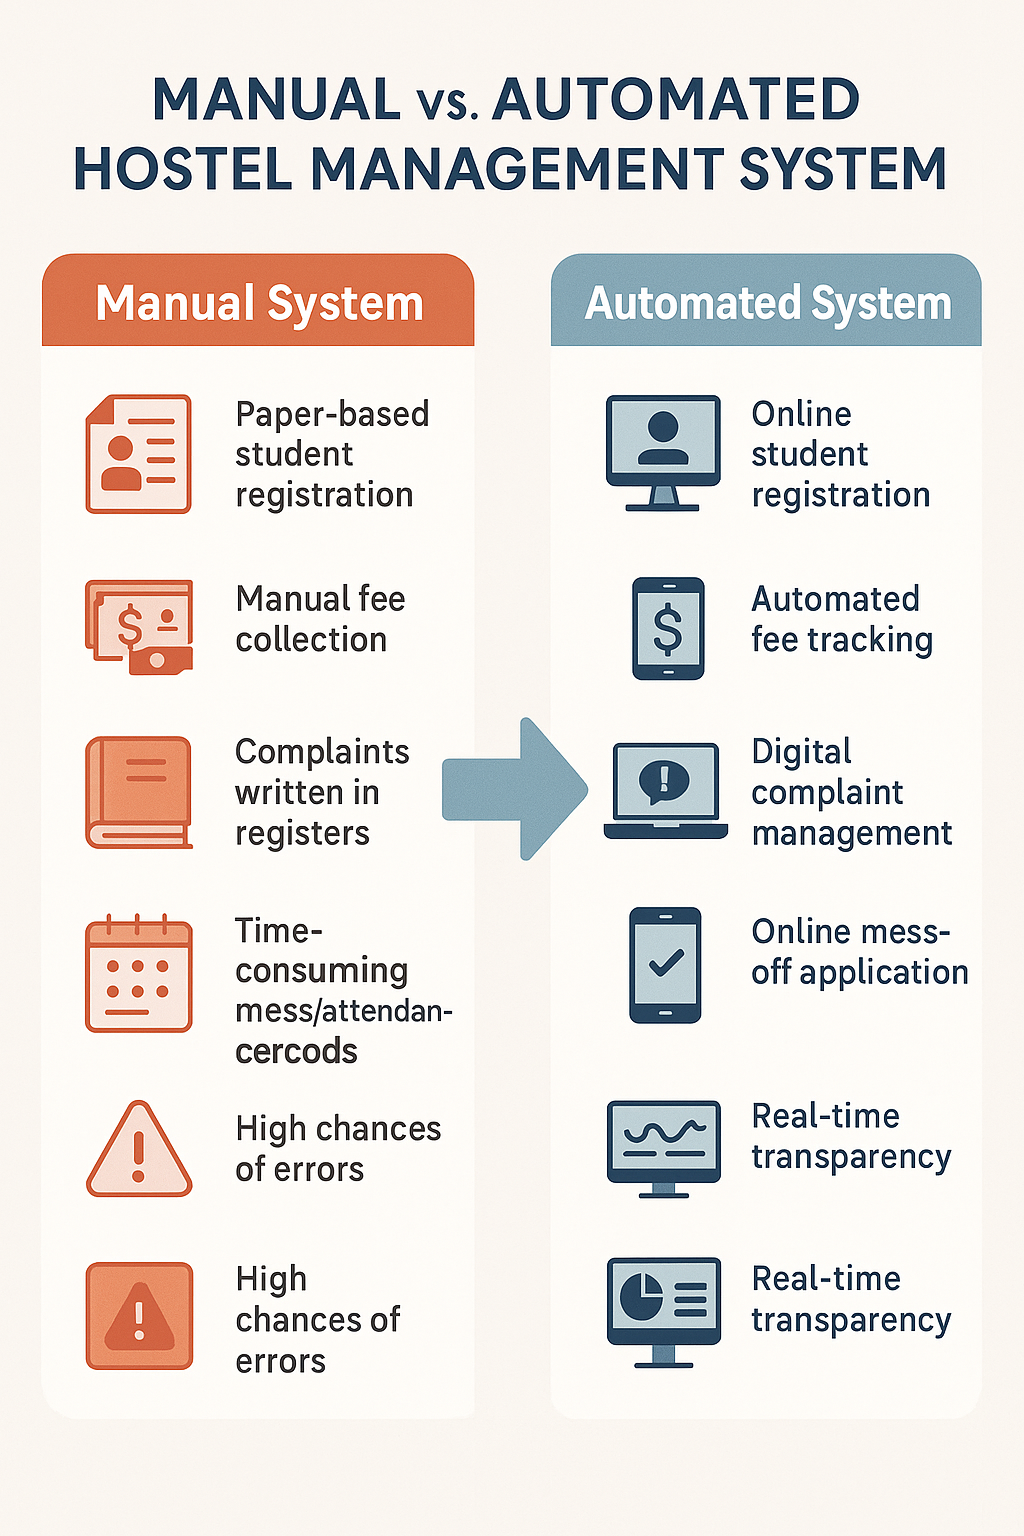 MANUAL vs. AUTOMATED
HOSTEL MANAGEMENT SYSTEM
Manual System
Paper-based
student
registration
$
Manual fee
collection
Complaints
written in
registers
Time-
consuming
mess/attendan-
cercods
!
High chances
of errors
!
High
chances of
errors
Automated System
Online
student
registration
$
Automated
fee tracking
!
Digital
complaint
management
Online mess-
off application
Real-time
transparency
Real-time
transparency